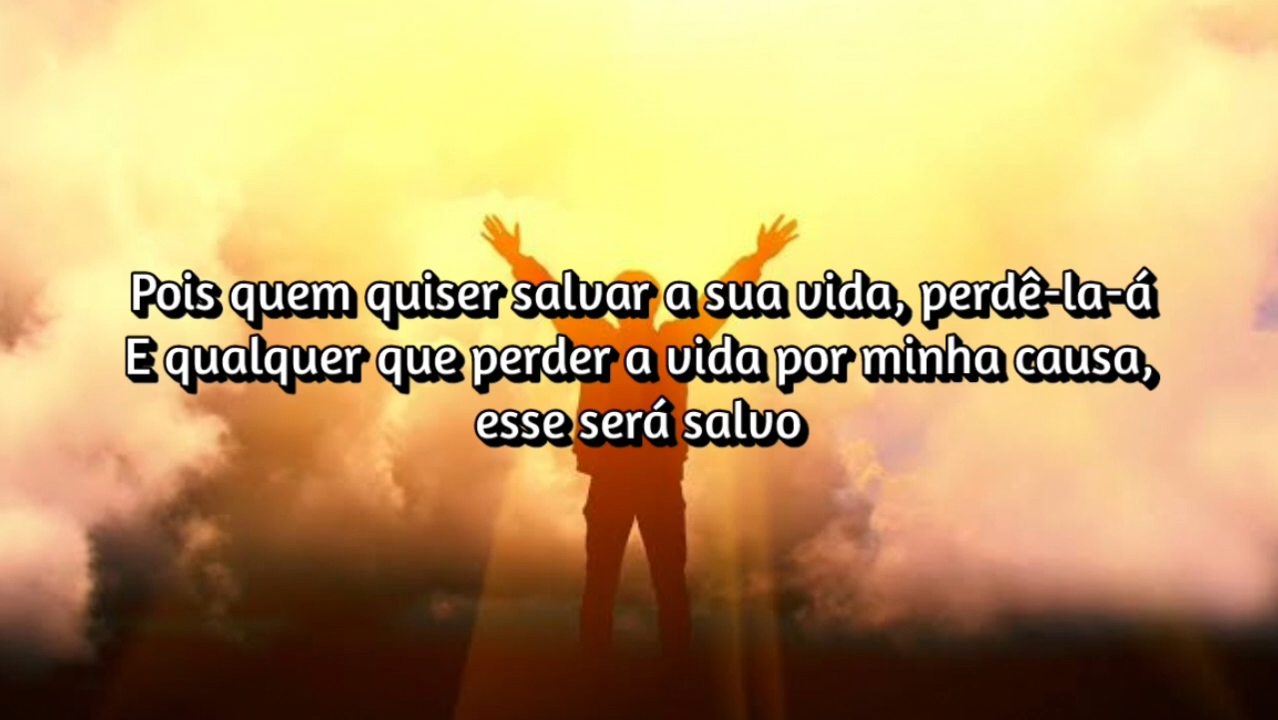 Pois quem quiser salvar a sua vida, perdê-la-á
E qualquer que perder a vida por minha causa,
esse será salvo